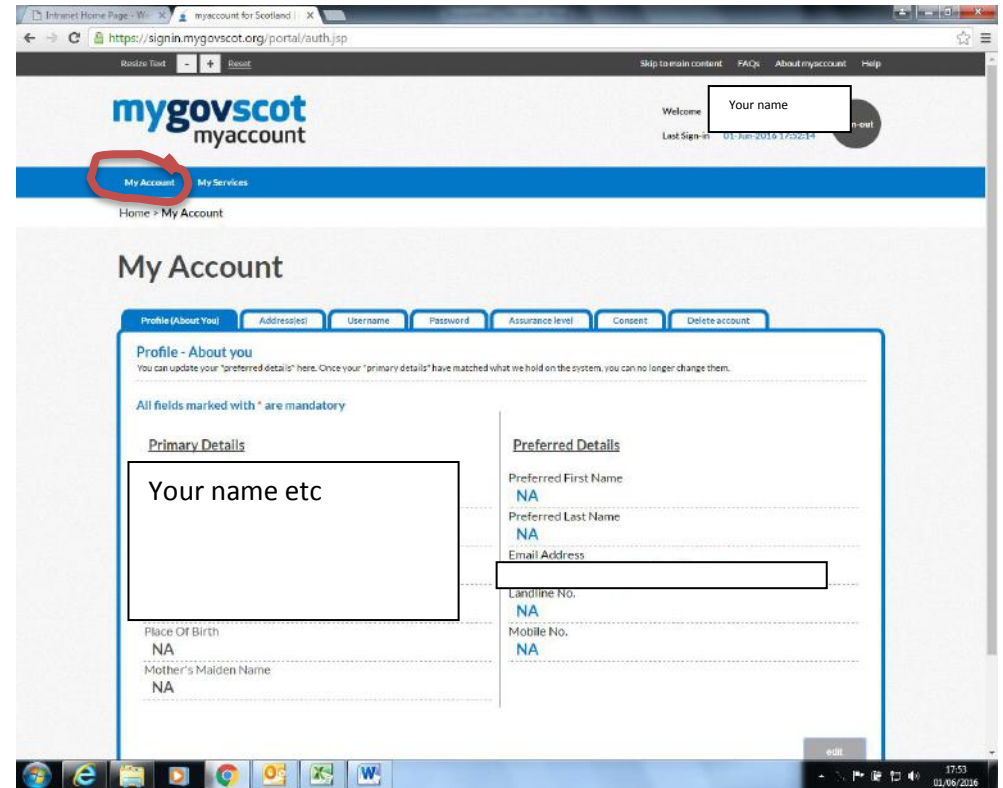 Intranet Home Page - W
myaccount for Scotland |
https://signin.mygovscot.org/portal/auth.jsp
Resize Text - + Reset
Skip to main content FAQs About myaccount Help
mygovscot
myaccount
Welcome
Your name
n-out
Last Sign-in 01-Jun-2016 17:52:14
My Account My Services
Home > My Account
My Account
Profile (About You) Address(es) Username Password Assurance level Consent Delete account
Profile - About you
You can update your "preferred details" here. Once your "primary details" have matched what we hold on the system, you can no longer change them.
All fields marked with * are mandatory
Primary Details
Your name etc
Place Of Birth
NA
Mother's Maiden Name
NA
Preferred Details
Preferred First Name
NA
Preferred Last Name
NA
Email Address
Landline No.
NA
Mobile No.
NA
edit
17:53
01/06/2016